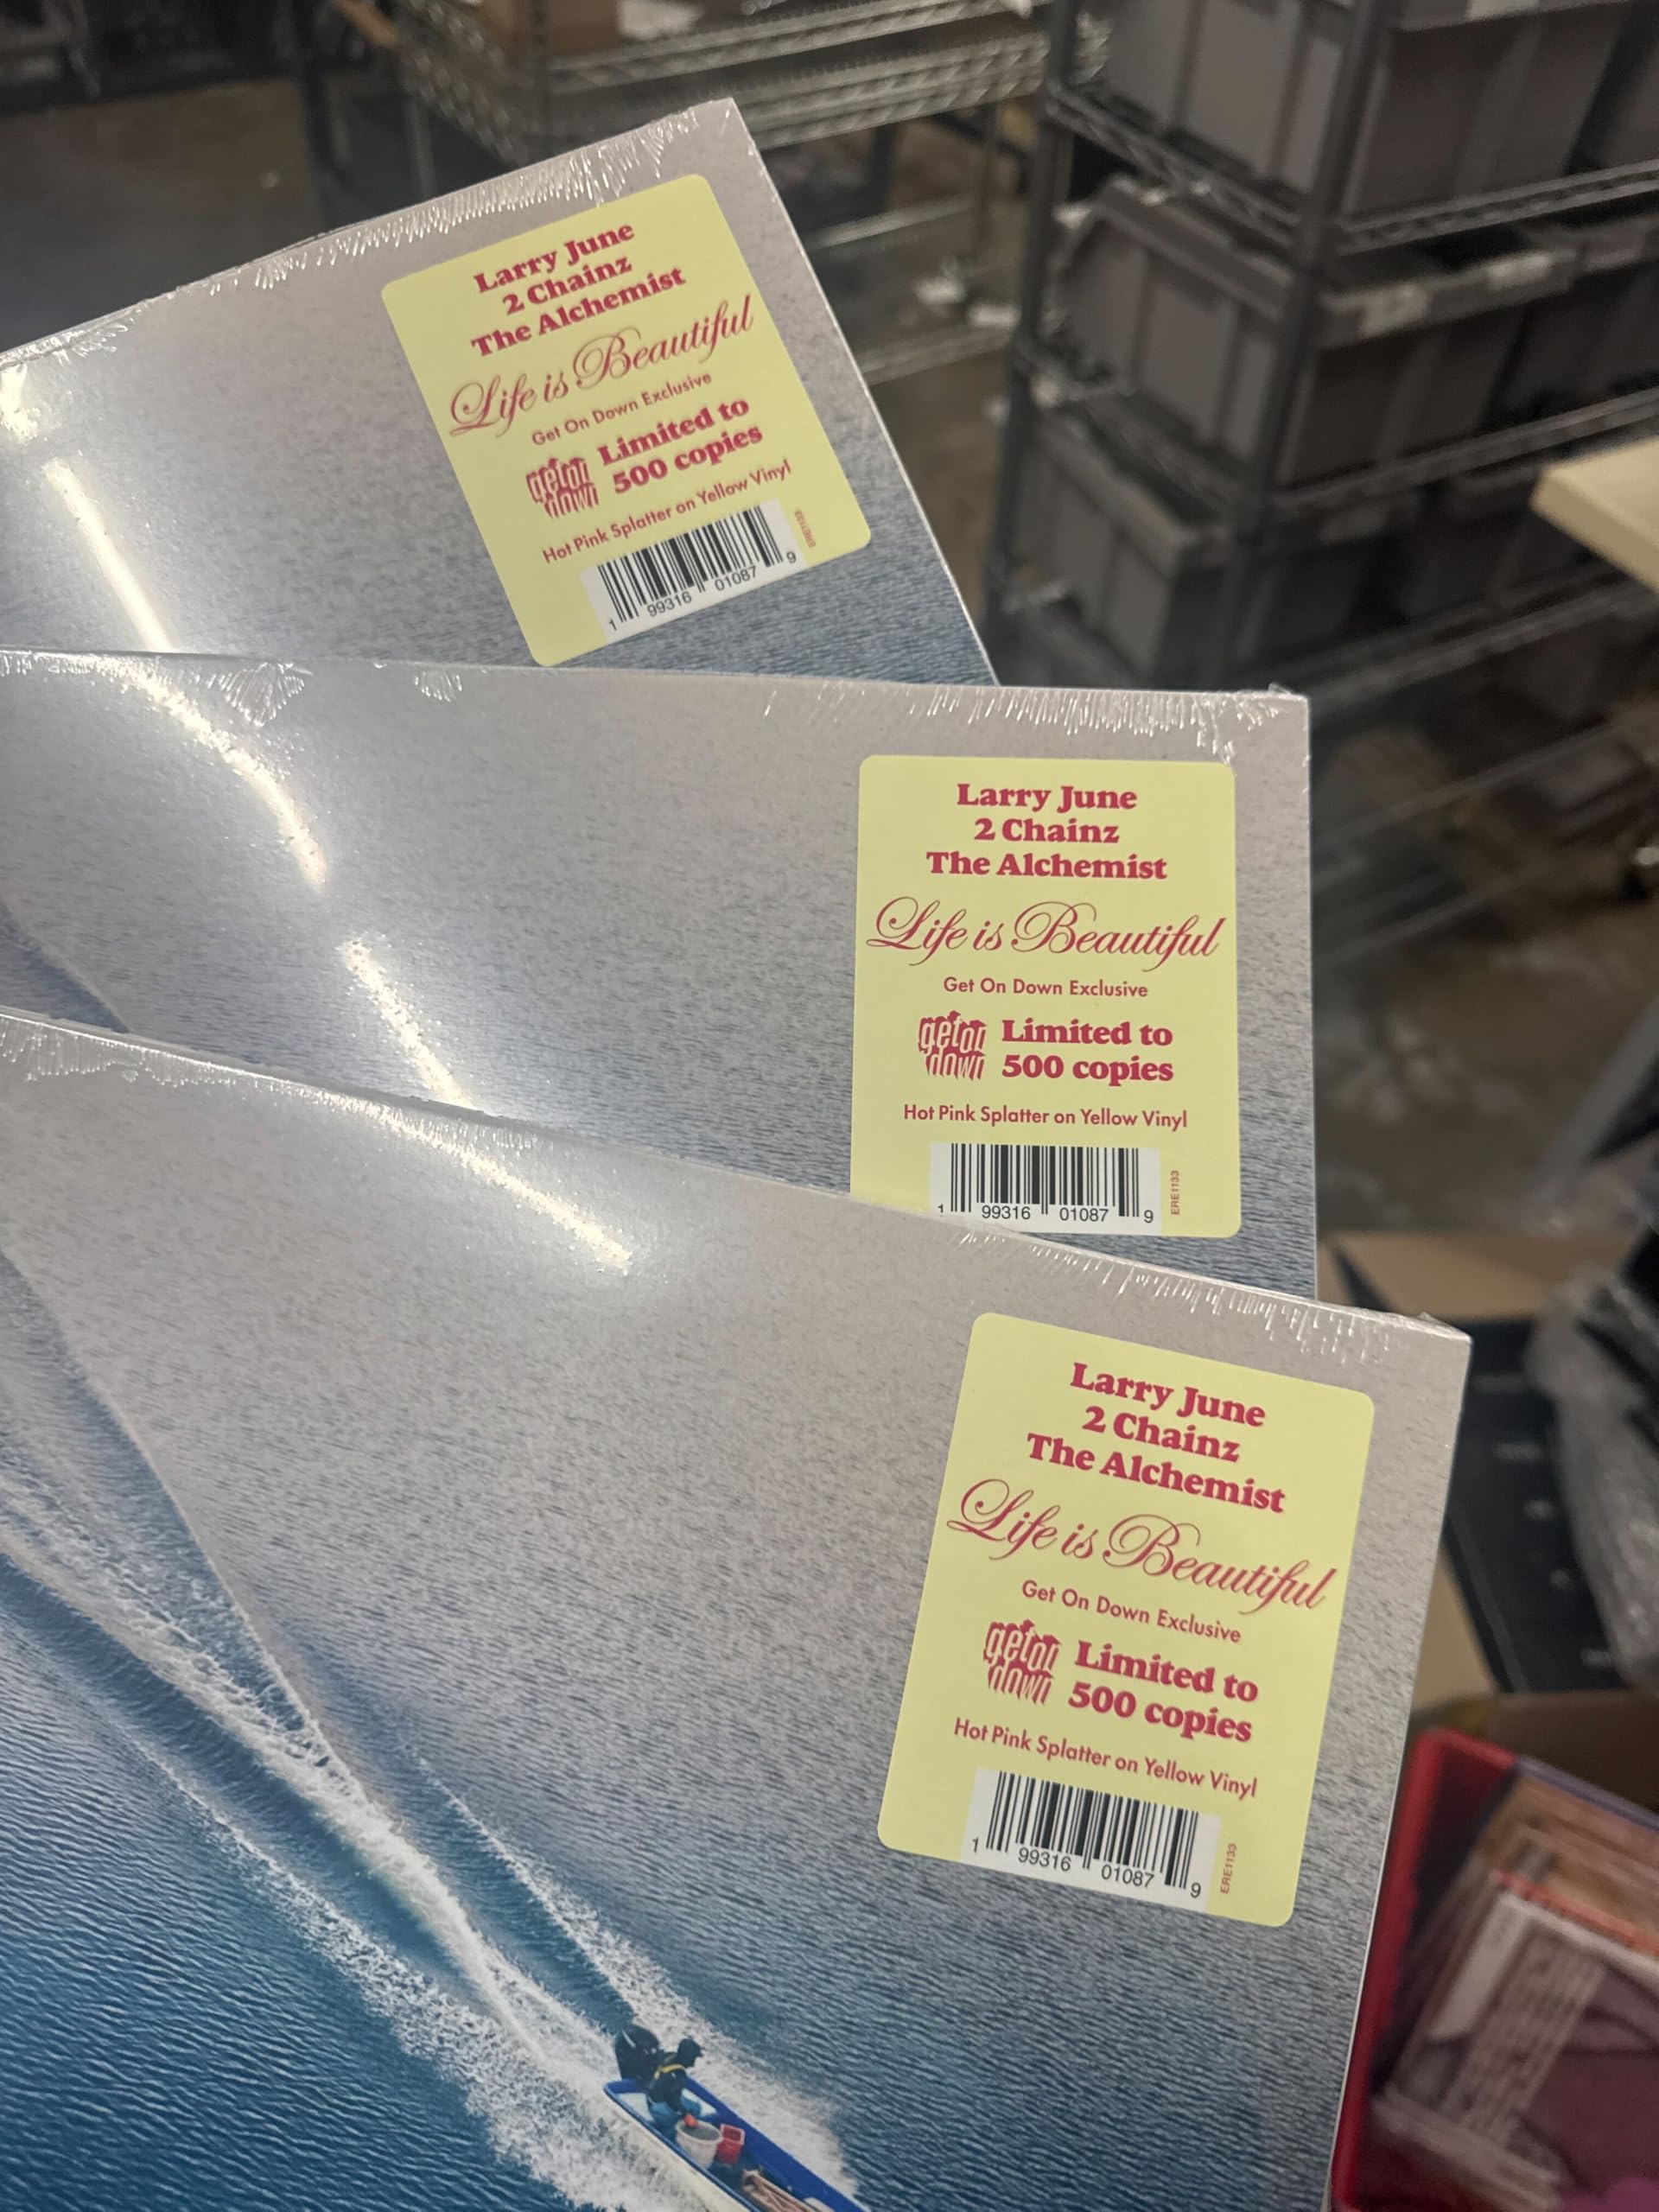 Larry June
2 Chainz
The Alchemist
Life is Beautiful
Get On Down Exclusive
get on down
Limited to
500 copies
Hot Pink Splatter on Yellow Vinyl
1 99316 01087 9
ERE1133
Larry June
2 Chainz
The Alchemist
Life is Beautiful
Get On Down Exclusive
get on down
Limited to
500 copies
Hot Pink Splatter on Yellow Vinyl
1 99316 01087 9
ERE1133
Larry June
2 Chainz
The Alchemist
Life is Beautiful
Get On Down Exclusive
get on down
Limited to
500 copies
Hot Pink Splatter on Yellow Vinyl
1 99316 01087 9
ERE1133